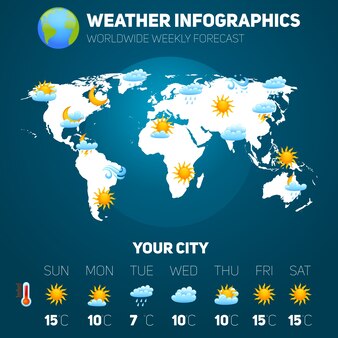 WEATHER INFOGRAPHICS
WORLDWIDE WEEKLY FORECAST
YOUR CITY
SUN MON TUE WED THU FRI SAT
15°C 10°C 7°C 10°C 10°C 15°C 15°C